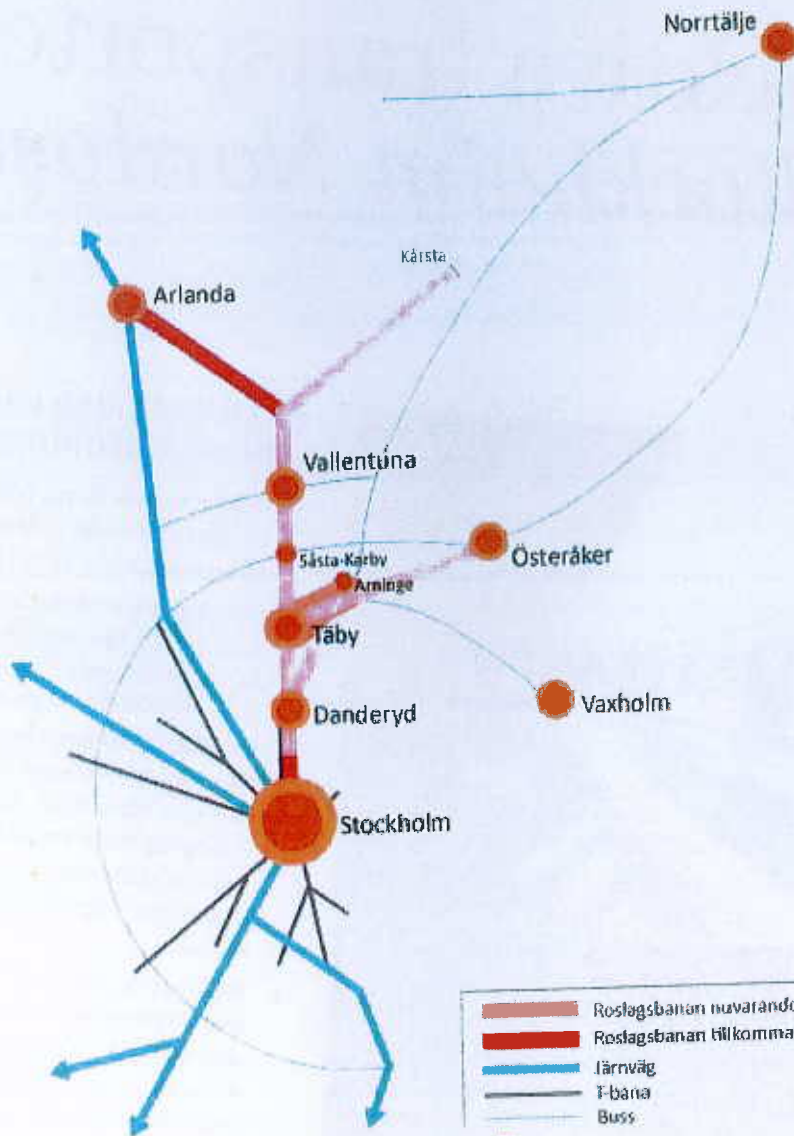 Norrtälje
Kårsta
Arlanda
Vallentuna
Såsta-Karby
Österåker
Arninge
Täby
Vaxholm
Danderyd
Stockholm
Roslagsbanan nuvarande
Roslagsbanan tillkomma
Järnväg
T-bana
Buss